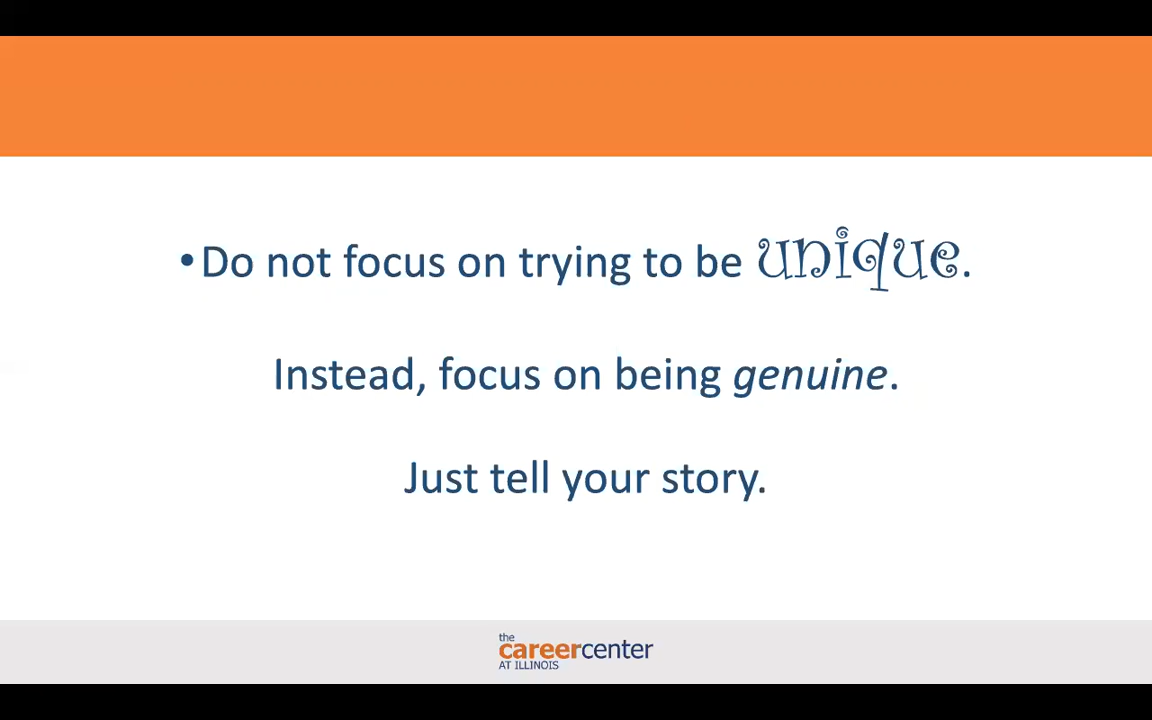 •Do not focus on trying to be unique.
Instead, focus on being genuine.
Just tell your story.
the
careercenter
AT ILLINOIS